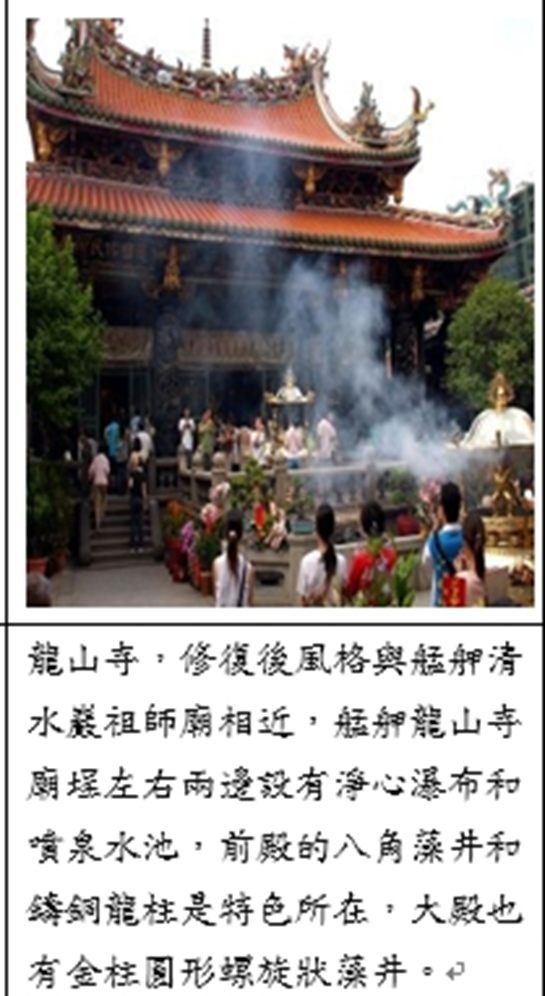 龍山寺，修復後風格與艋舺清
水巖祖師廟相近，艋舺龍山寺
廟埕左右兩邊設有淨心瀑布和
噴泉水池，前殿的八角藻井和
鑄銅龍柱是特色所在，大殿也
有金柱圓形螺旋狀藻井。